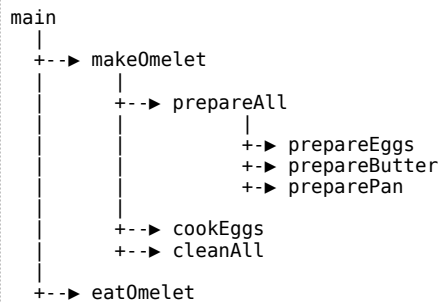 main
makeOmelet
prepareAll
prepareEggs
prepareButter
preparePan
cookEggs
cleanAll
eatOmelet